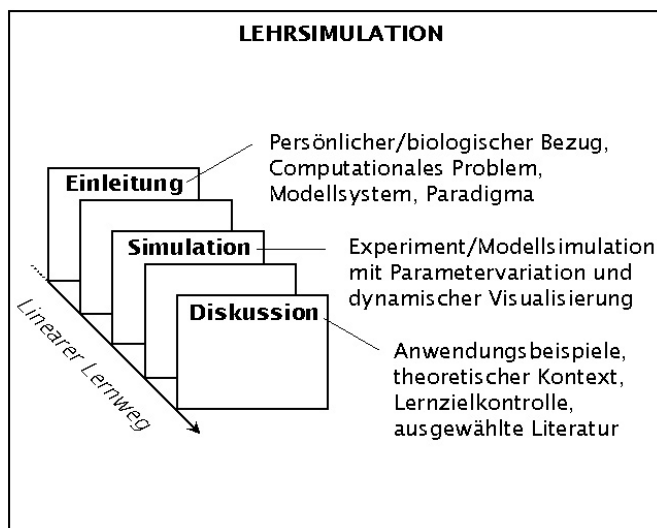 LEHRSIMULATION
Einleitung
Persönlicher/biologischer Bezug,
Computationales Problem,
Modellsystem, Paradigma
Simulation
Experiment/Modellsimulation
mit Parametervariation und
dynamischer Visualisierung
Diskussion
Anwendungsbeispiele,
theoretischer Kontext,
Lernzielkontrolle,
ausgewählte Literatur
Linearer Lernweg